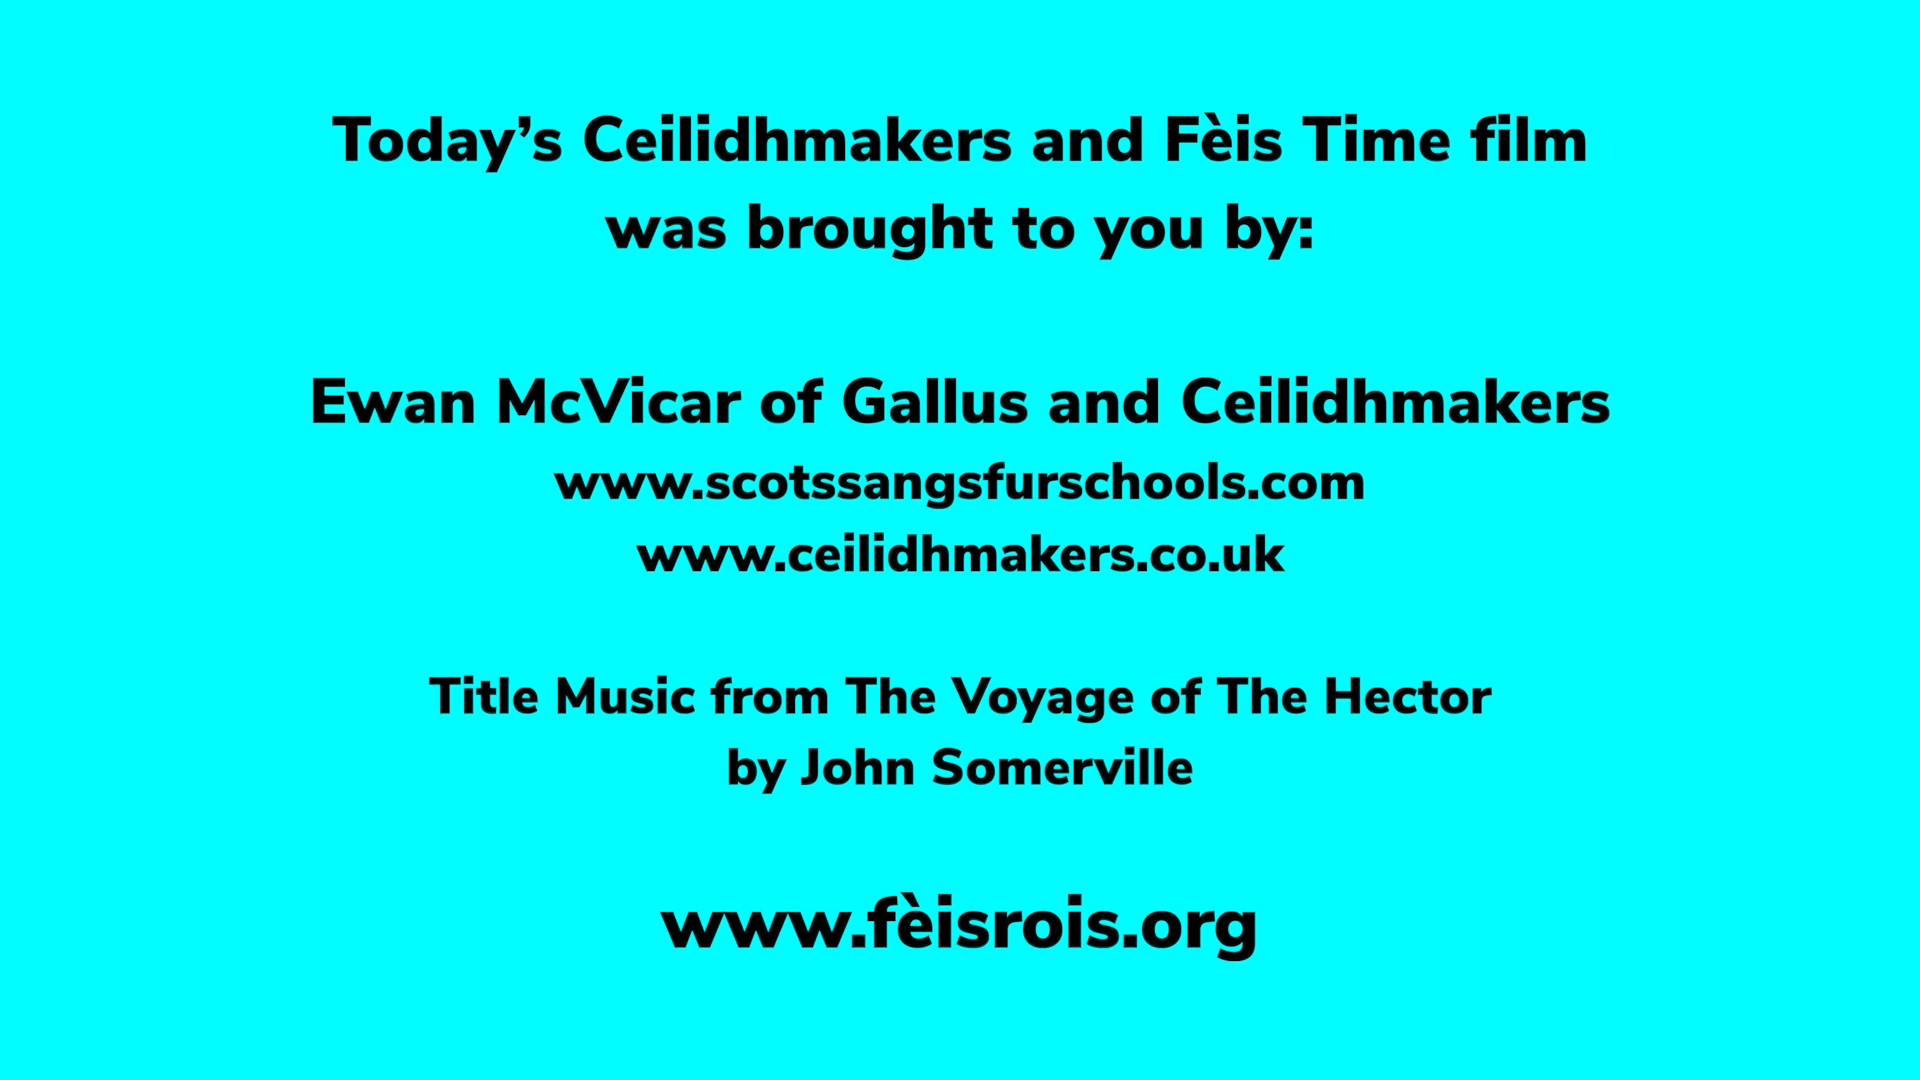 Today’s Ceilidhmakers and Fèis Time film
was brought to you by:
Ewan McVicar of Gallus and Ceilidhmakers
www.scotssangsfurschools.com
www.ceilidhmakers.co.uk
Title Music from The Voyage of The Hector
by John Somerville
www.fèisrois.org